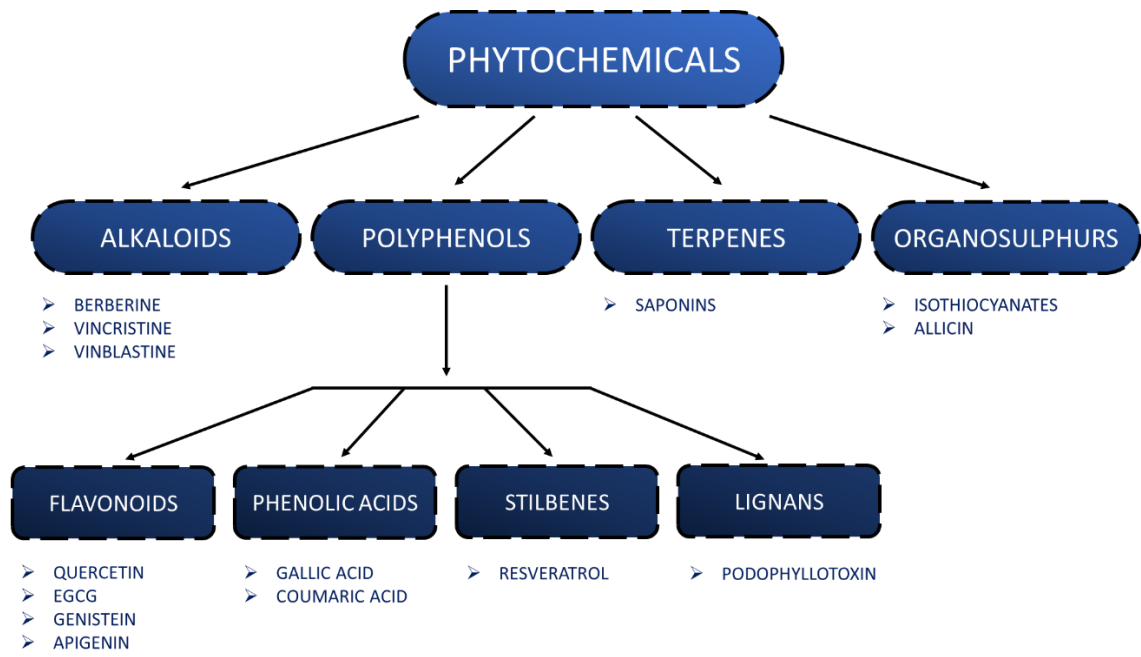 PHYTOCHEMICALS
ALKALOIDS
POLYPHENOLS
TERPENES
ORGANOSULPHURS
BERBERINE
VINCRISTINE
VINBLASTINE
SAPONINS
ISOTHIOCYANATES
ALLICIN
FLAVONOIDS
PHENOLIC ACIDS
STILBENES
LIGNANS
QUERCETIN
EGCG
GENISTEIN
APIGENIN
GALLIC ACID
COUMARIC ACID
RESVERATROL
PODOPHYLLOTOXIN